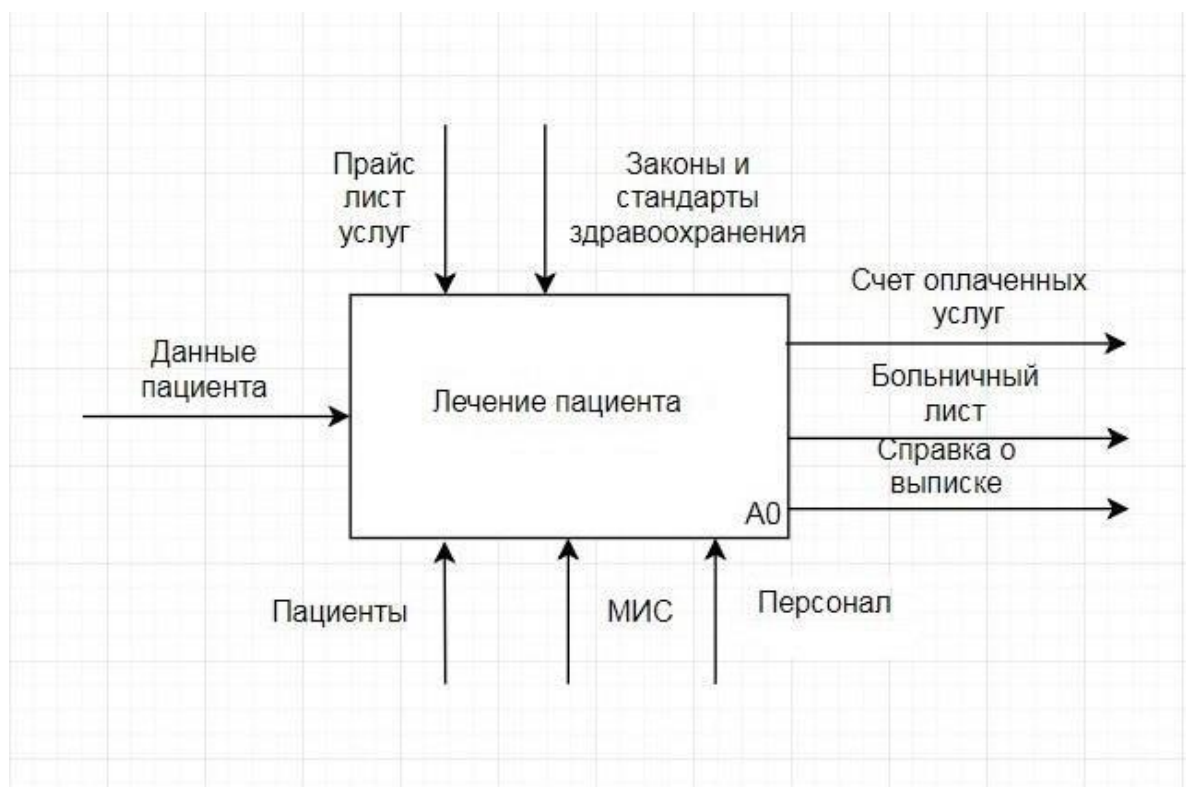 Прайс
лист
услуг
Законы и
стандарты
здравоохранения
Счет оплаченных
услуг
Данные
пациента
Больничный
лист
Лечение пациента
Справка о
выписке
A0
Пациенты
МИС
Персонал